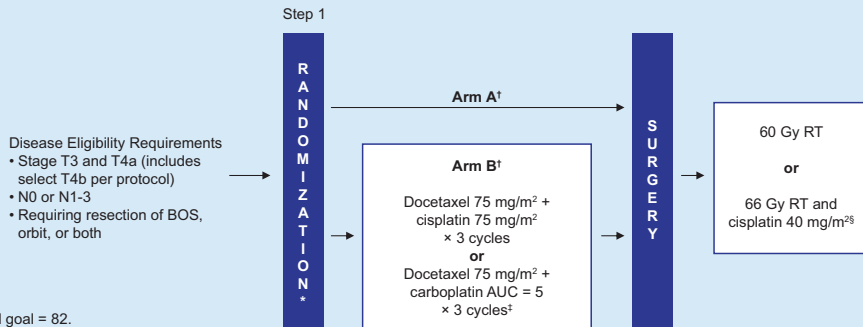 Step 1
Disease Eligibility Requirements
• Stage T3 and T4a (includes
select T4b per protocol)
• N0 or N1-3
• Requiring resection of BOS,
orbit, or both
RANDOMIZATION*
Arm A†
Arm B†
Docetaxel 75 mg/m² +
cisplatin 75 mg/m²
× 3 cycles
or
Docetaxel 75 mg/m² +
carboplatin AUC = 5
× 3 cycles‡
SURGERY
60 Gy RT
or
66 Gy RT and
cisplatin 40 mg/m²§
goal = 82.